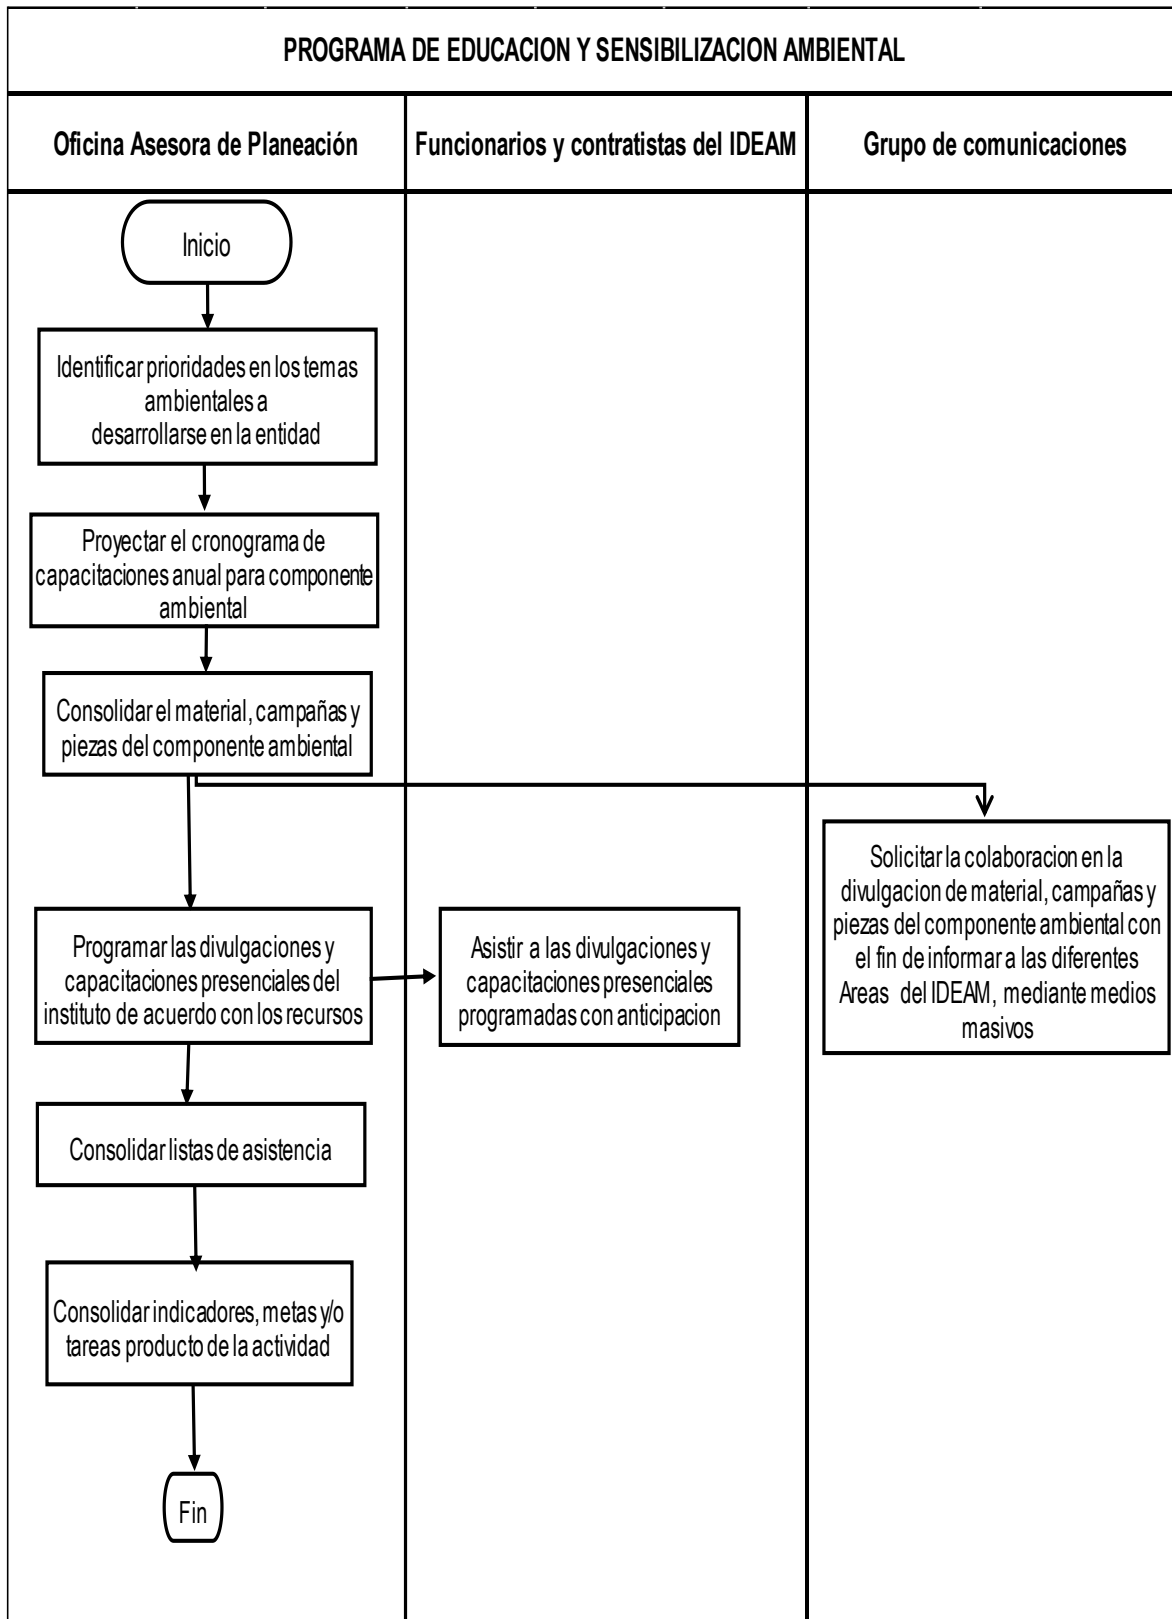 PROGRAMA DE EDUCACION Y SENSIBILIZACION AMBIENTAL
Oficina Asesora de Planeación
Funcionarios y contratistas del IDEAM
Grupo de comunicaciones
Inicio
Identificar prioridades en los temas
ambientales a
desarrollarse en la entidad
Proyectar el cronograma de
capacitaciones anual para componente
ambiental
Consolidar el material, campañas y
piezas del componente ambiental
Solicitar la colaboracion en la
divulgacion de material, campañas y
piezas del componente ambiental con
el fin de informar a las diferentes
Areas del IDEAM, mediante medios
masivos
Programar las divulgaciones y
capacitaciones presenciales del
instituto de acuerdo con los recursos
Asistir a las divulgaciones y
capacitaciones presenciales
programadas con anticipacion
Consolidar listas de asistencia
Consolidar indicadores, metas y/o
tareas producto de la actividad
Fin